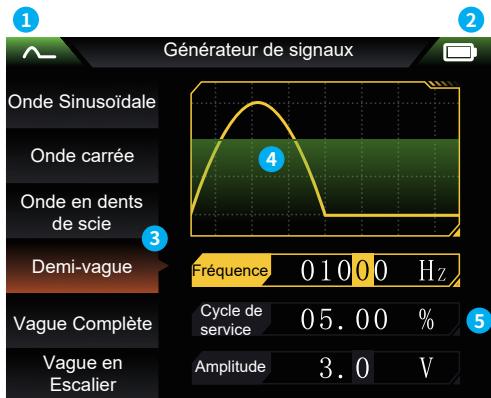 1
2
Générateur de signaux
Onde Sinusoïdale
Onde carrée
Onde en dents
de scie
3
Demi-vague
Vague Complète
Vague en
Escalier
4
Fréquence 01000 Hz
Cycle de
service 05.00 %
5
Amplitude 3.0 V